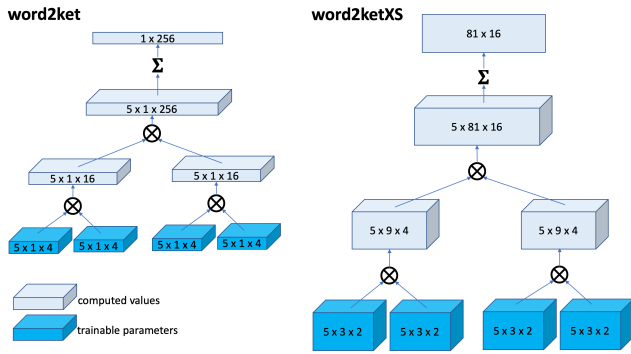 word2ket
word2ketXS
1 x 256
81 x 16
Σ
Σ
5 x 1 x 256
5 x 81 x 16
5 x 1 x 16
5 x 1 x 16
5 x 9 x 4
5 x 9 x 4
5 x 1 x 4
5 x 1 x 4
5 x 1 x 4
5 x 1 x 4
5 x 3 x 2
5 x 3 x 2
5 x 3 x 2
5 x 3 x 2
computed values
trainable parameters